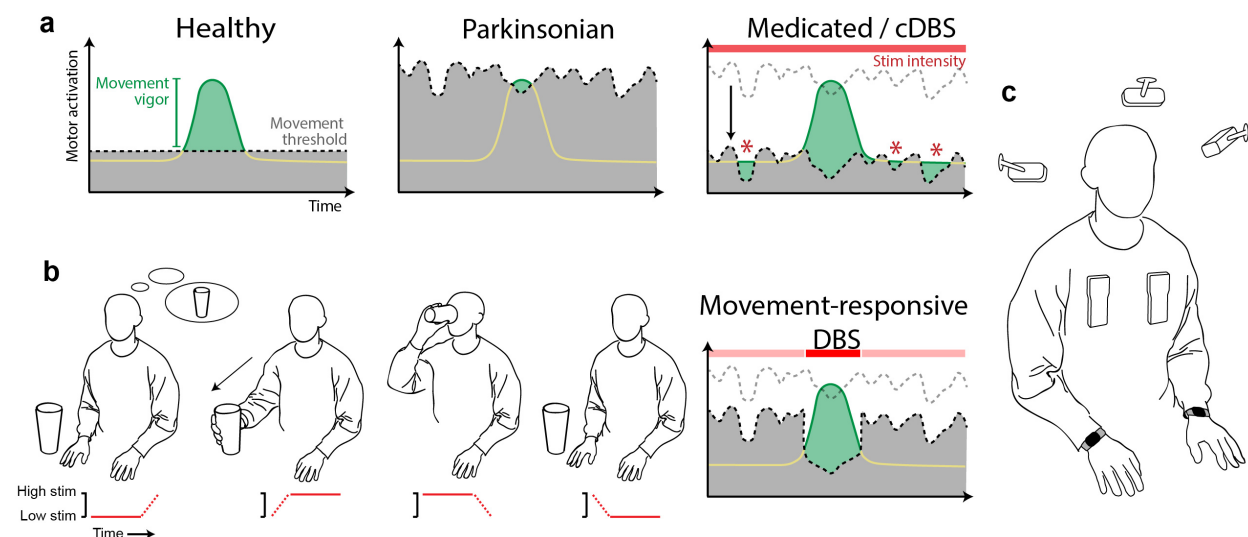 a
Healthy
Motor activation
Movement
vigor
Movement
threshold
Time
Parkinsonian
Medicated / cDBS
Stim intensity
*
*
*
b
High stim
Low stim
Time
Movement-responsive
DBS
c